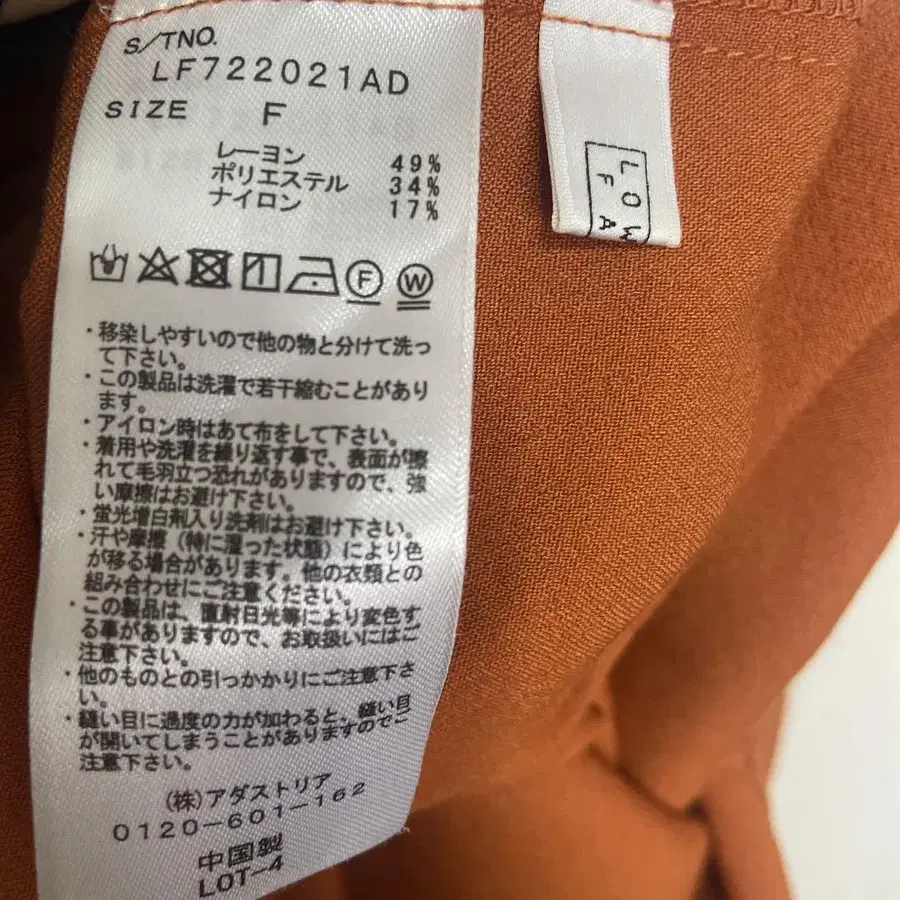 S/TNO.
LF722021AD
SIZE F
レーヨン 49%
ポリエステル 34%
ナイロン 17%
F W
・移染しやすいので他の物と分けて洗っ
て下さい。
・この製品は洗濯で若干縮むことがあり
ます。
・アイロン時はあて布をして下さい。
・着用や洗濯を繰り返す事で、表面が擦
れて毛羽立つ恐れがありますので、強
い摩擦はお避け下さい。
・蛍光増白剤入り洗剤はお避け下さい。
・汗や摩擦(特に湿った状態)により色
が移る場合があります。他の衣類との
組み合わせにご注意ください。
・この製品は、直射日光等により変色す
る事がありますので、お取扱いにはご
注意下さい。
・他のものとの引っかかりにご注意下さ
い。
・縫い目に過度の力が加わると、縫い目
が開いてしまうことがありますのでご
注意下さい。
(株)アダストリア
0120-601-162
中国製
LOT-4
LOW
F
A